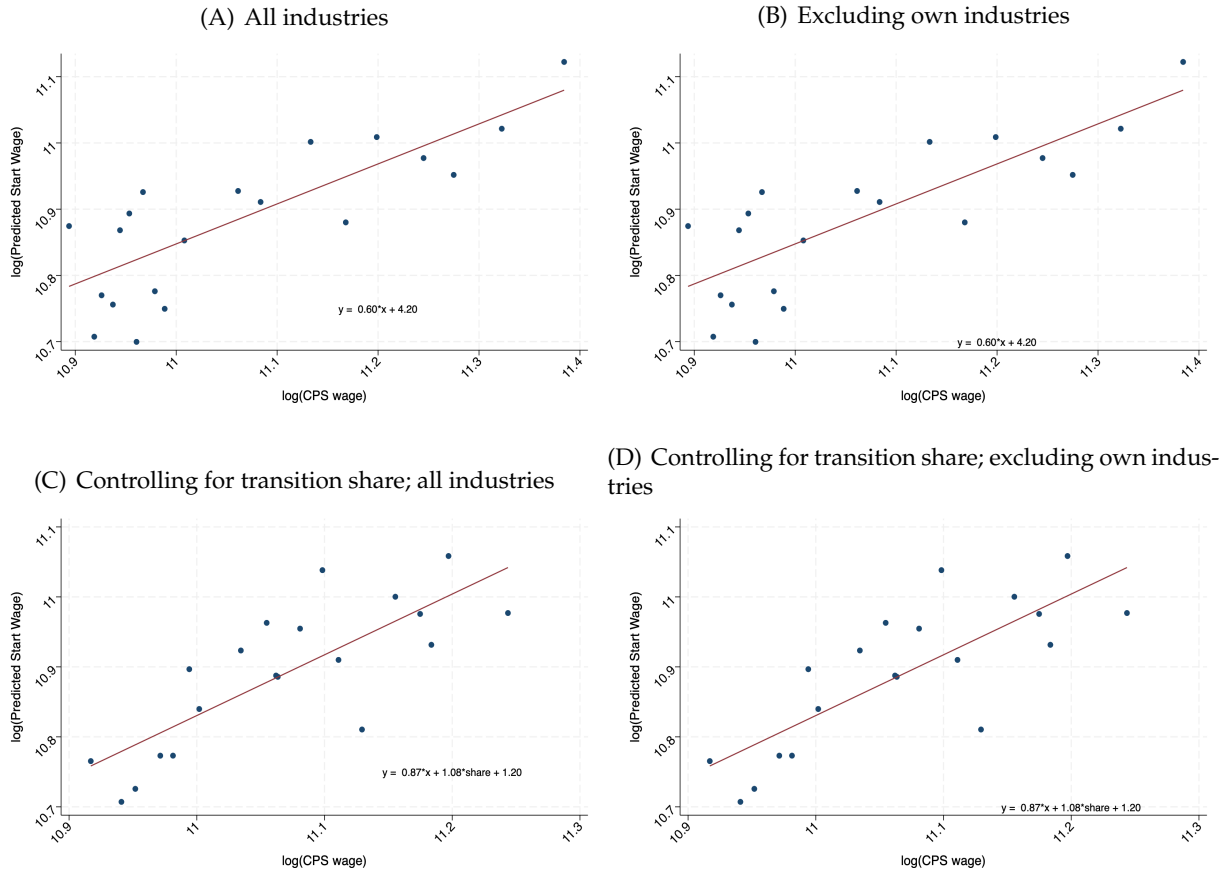 (A) All industries
(B) Excluding own industries
log(Predicted Start Wage)
11.1
11
10.9
10.8
10.7
y = 0.60*x + 4.20
10.9
11
11.1
11.2
11.3
11.4
log(CPS wage)
log(Predicted Start Wage)
11.1
11
10.9
10.8
10.7
y = 0.60*x + 4.20
10.9
11
11.1
11.2
11.3
11.4
log(CPS wage)
(C) Controlling for transition share; all industries
(D) Controlling for transition share; excluding own indus-
tries
log(Predicted Start Wage)
11.1
11
10.9
10.8
10.7
y = 0.87*x + 1.08*share + 1.20
10.9
11
11.1
11.2
11.3
log(CPS wage)
log(Predicted Start Wage)
11.1
11
10.9
10.8
10.7
y = 0.87*x + 1.08*share + 1.20
10.9
11
11.1
11.2
11.3
log(CPS wage)